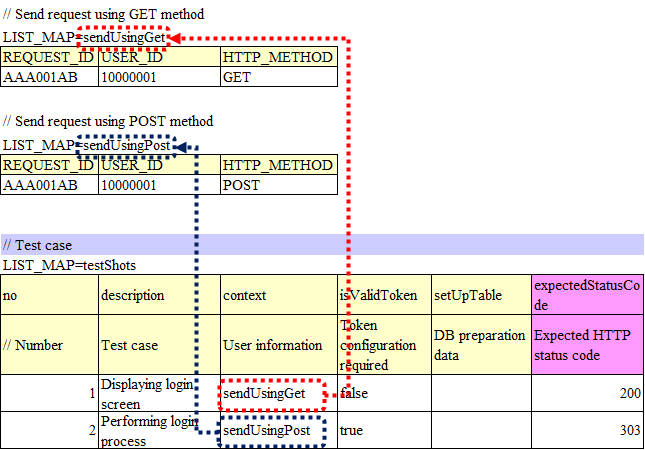 // Send request using GET method
LIST_MAP=sendUsingGet
REQUEST_ID USER_ID HTTP_METHOD
AAA001AB 10000001 GET
// Send request using POST method
LIST_MAP=sendUsingPost
REQUEST_ID USER_ID HTTP_METHOD
AAA001AB 10000001 POST
// Test case
LIST_MAP=testShots
no description context isValidToken setUpTable expectedStatusCo
de
// Number Test case User information Token
configuration
required DB preparation
data Expected HTTP
status code
1 Displaying login
screen sendUsingGet false 200
2 Performing login
process sendUsingPost true 303